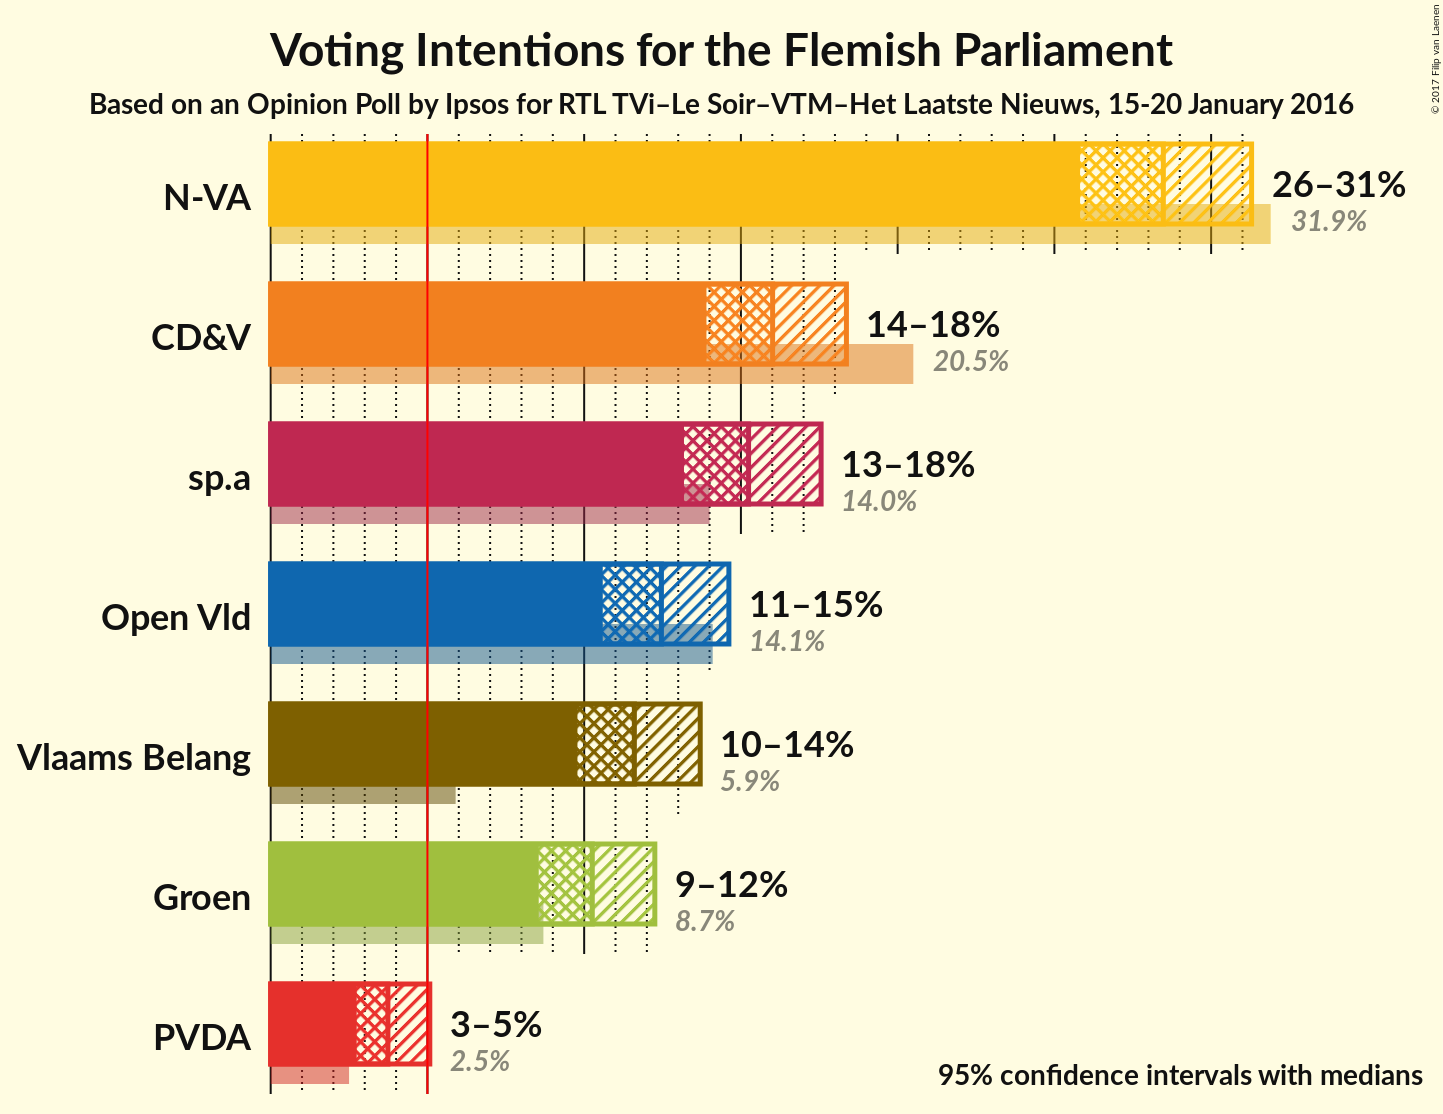 Voting Intentions for the Flemish Parliament
Based on an Opinion Poll by Ipsos for RTL TVi–Le Soir–VTM–Het Laatste Nieuws, 15-20 January 2016
© 2017 Filip van Laenen
N-VA
26–31%
31.9%
CD&V
14–18%
20.5%
sp.a
13–18%
14.0%
Open Vld
11–15%
14.1%
Vlaams Belang
10–14%
5.9%
Groen
9–12%
8.7%
PVDA
3–5%
2.5%
95% confidence intervals with medians